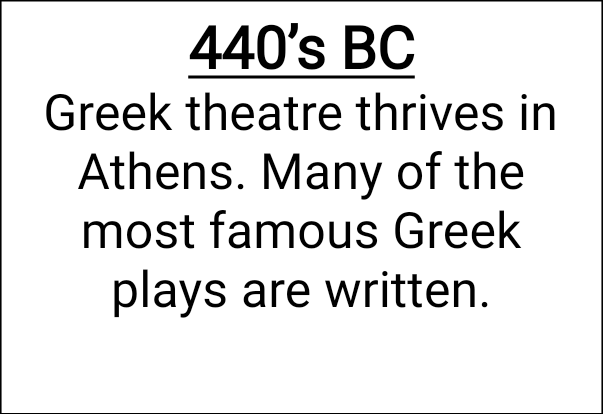 440’s BC
Greek theatre thrives in
Athens. Many of the
most famous Greek
plays are written.